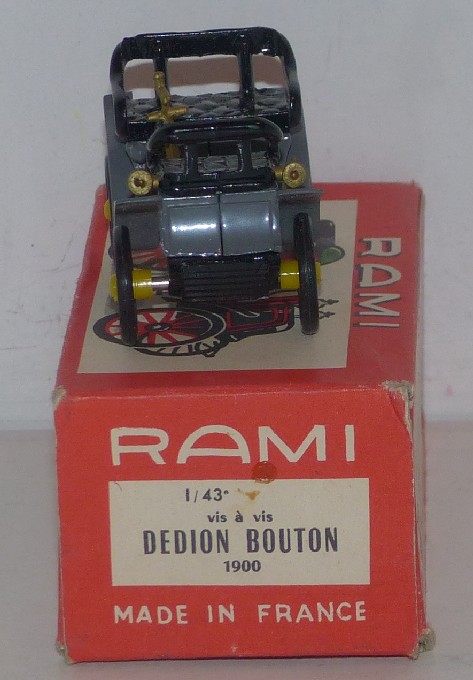 RAMI
RAMI
1/43e
vis à vis
DEDION BOUTON
1900
MADE IN FRANCE